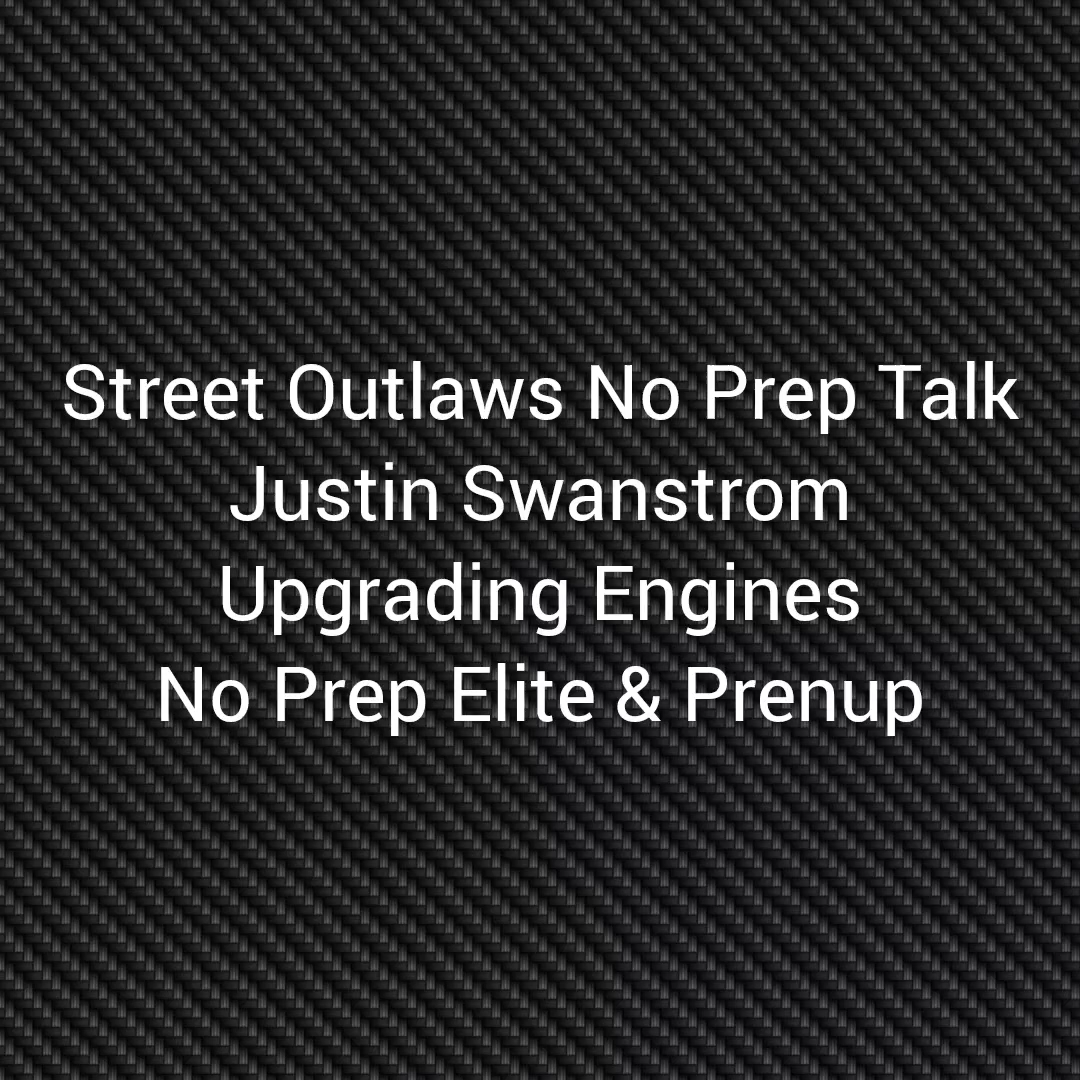 Street Outlaws No Prep Talk
Justin Swanstrom
Upgrading Engines
No Prep Elite & Prenup